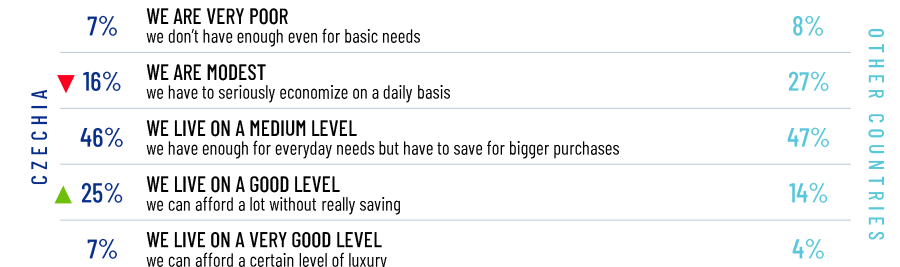 CZECHIA
7% WE ARE VERY POOR 8%
we don't have enough even for basic needs
16% WE ARE MODEST 27%
we have to seriously economize on a daily basis
46% WE LIVE ON A MEDIUM LEVEL 47%
we have enough for everyday needs but have to save for bigger purchases
25% WE LIVE ON A GOOD LEVEL 14%
we can afford a lot without really saving
7% WE LIVE ON A VERY GOOD LEVEL 4%
we can afford a certain level of luxury
OTHER COUNTRIES